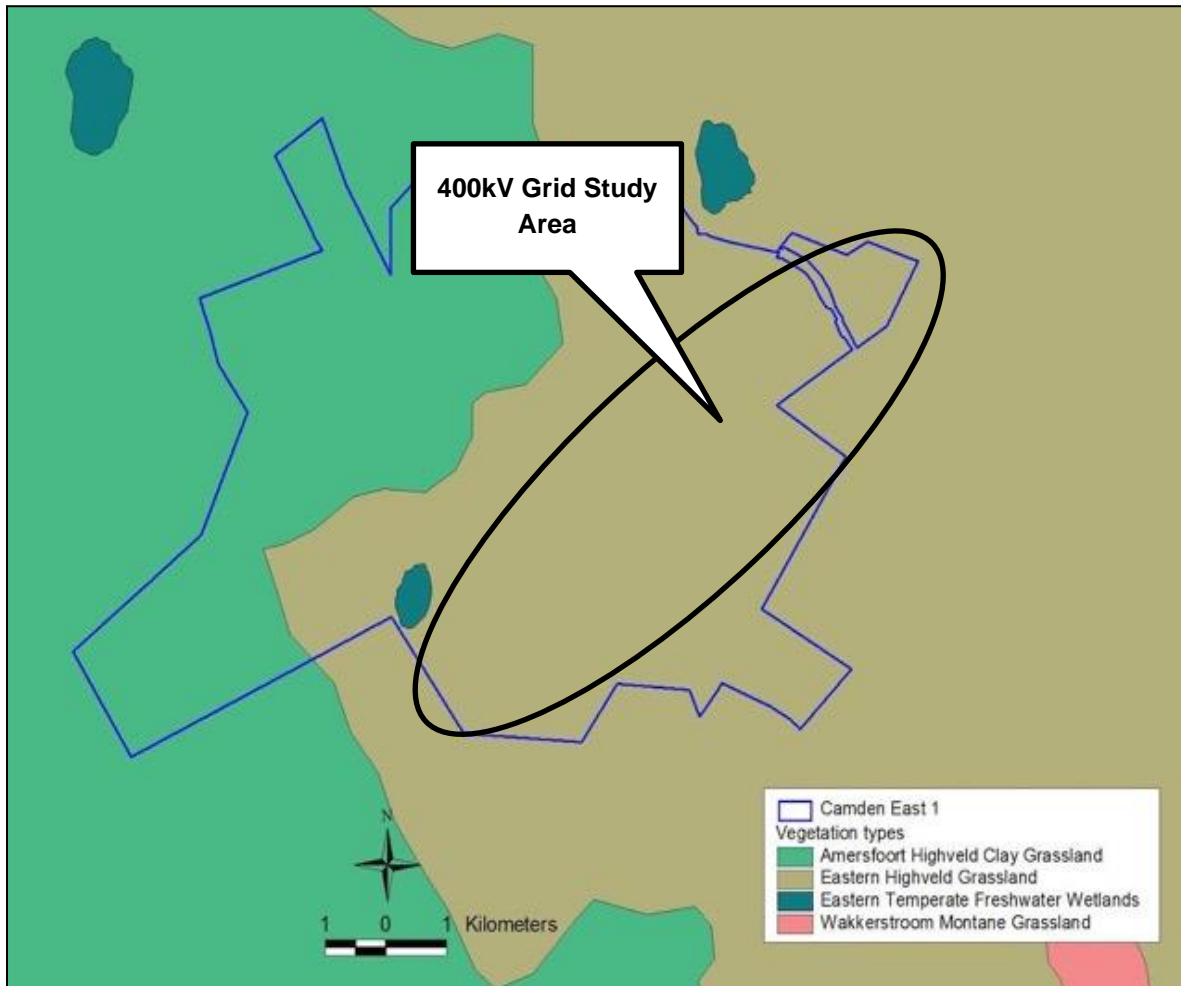 400kV Grid Study
Area
N
1 0 1 Kilometers
Camden East 1
Vegetation types
Amersfoort Highveld Clay Grassland
Eastern Highveld Grassland
Eastern Temperate Freshwater Wetlands
Wakkerstroom Montane Grassland